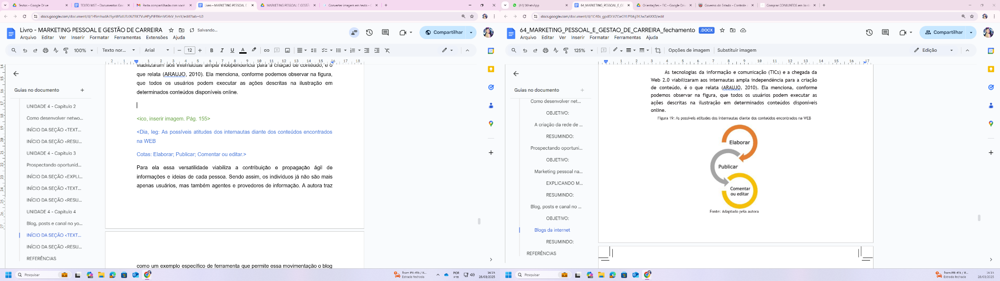 Textos - Google Drive
TEXTO MST - Documentos Goo
Pasta compartilhada com você
Livro - MARKETING PESSOAL E
MARKETING PESSOAL E GESTÃ
Converter imagem em texto - C
docs.google.com/document/d/
Livro - MARKETING PESSOAL E GESTÃO DE CARREIRA
Salvando...
Arquivo Editar Ver Inserir Formatar Ferramentas Extensões Ajuda
Compartilhar
100%
Texto nor...
Arial
12
Guias no documento
UNIDADE 4 - Capítulo 2
Como desenvolver netwo...
INÍCIO DA SEÇÃO <TEXT...
INÍCIO DA SEÇÃO <RESU...
UNIDADE 4 - Capítulo 3
Prospectando oportunid...
INÍCIO DA SEÇÃO <EXPLI...
INÍCIO DA SEÇÃO <TEXT...
INÍCIO DA SEÇÃO <RESU...
UNIDADE 4 - Capítulo 4
Blog, posts e canal no yo...
INÍCIO DA SEÇÃO <TEXT...
INÍCIO DA SEÇÃO <RESU...
REFERÊNCIAS
viabilizaram aos internautas ampla independência para a criação de conteúdo, é o
que relata (ARAUJO, 2010). Ela menciona, conforme podemos observar na figura,
que todos os usuários podem executar as ações descritas na ilustração em
determinados conteúdos disponíveis online.
<ico, inserir imagem. Pág. 155>
<Dia, leg: As possíveis atitudes dos internautas diante dos conteúdos encontrados
na WEB
Cotas: Elaborar; Publicar; Comentar ou editar.>
Para ela essa versatilidade viabiliza a contribuição e propagação ágil de
informações e ideias de cada pessoa. Sendo assim, os indivíduos já não são mais
apenas usuários, mas também agentes e provedores de informação. A autora traz
como um exemplo específico de ferramenta que permite essa movimentação o blog
Pesquisar
from PR-415 / R...
Estrada fechada
POR
PTB
16:15
28/03/2025
(44) WhatsApp
64_MARKETING_PESSOAL_E_GE
Orientações - FIC - Google Driv
Governo do Estado - Controle
Comprar CONJUNTOS em Jord
docs.google.com/document/d/
64_MARKETING_PESSOAL_E_GESTAO_DE_CARREIRA_fechamento
.DOCX
Arquivo Editar Ver Inserir Formatar Ferramentas Ajuda
Compartilhar
125%
Opções de imagem
Substituir imagem
Edição
Guias no documento
Como desenvolver net...
OBJETIVO:
A criação da rede de ...
RESUMINDO:
Prospectando oportuni...
OBJETIVO:
Marketing pessoal na...
EXPLICANDO M...
RESUMINDO:
Blog, posts e canal no ...
OBJETIVO:
Blogs da internet
RESUMINDO:
REFERÊNCIAS
As tecnologias da informação e comunicação (TICs) e a chegada da
Web 2.0 viabilizaram aos internautas ampla independência para a criação
de conteúdo, é o que relata (ARAUJO, 2010). Ela menciona, conforme
podemos observar na figura, que todos os usuários podem executar as
ações descritas na ilustração em determinados conteúdos disponíveis
online.
Figura 19: As possíveis atitudes dos internautas diante dos conteúdos encontrados na WEB
Elaborar
Publicar
Comentar
ou editar
Fonte: Adaptado pela autora
Pesquisar
from PR-415 / R...
Estrada fechada
16:15
28/03/2025